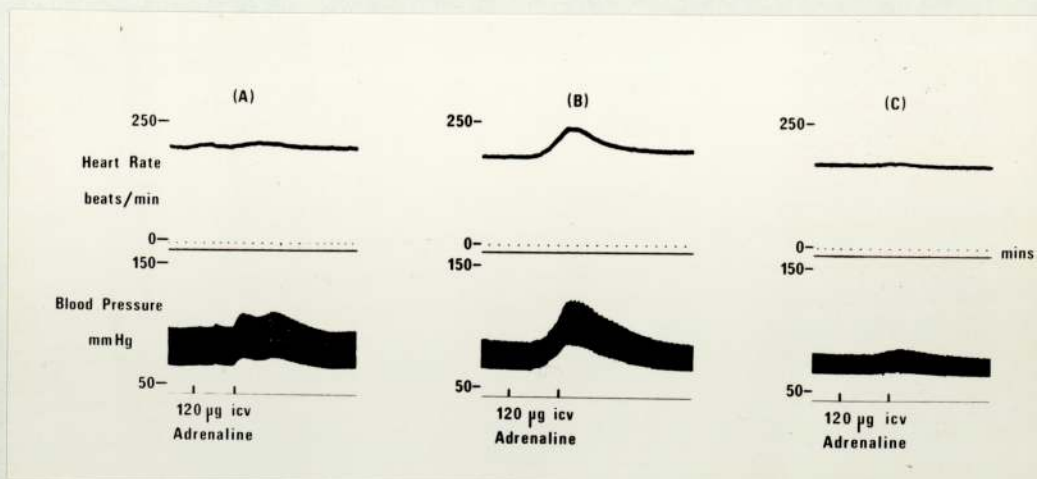 (A)
(B)
(C)
250
250
250
Heart Rate
beats/min
0
0
0
mins
150
150
150
Blood Pressure
mmHg
50
50
50
120 µg icv
Adrenaline
120 µg icv
Adrenaline
120 µg icv
Adrenaline